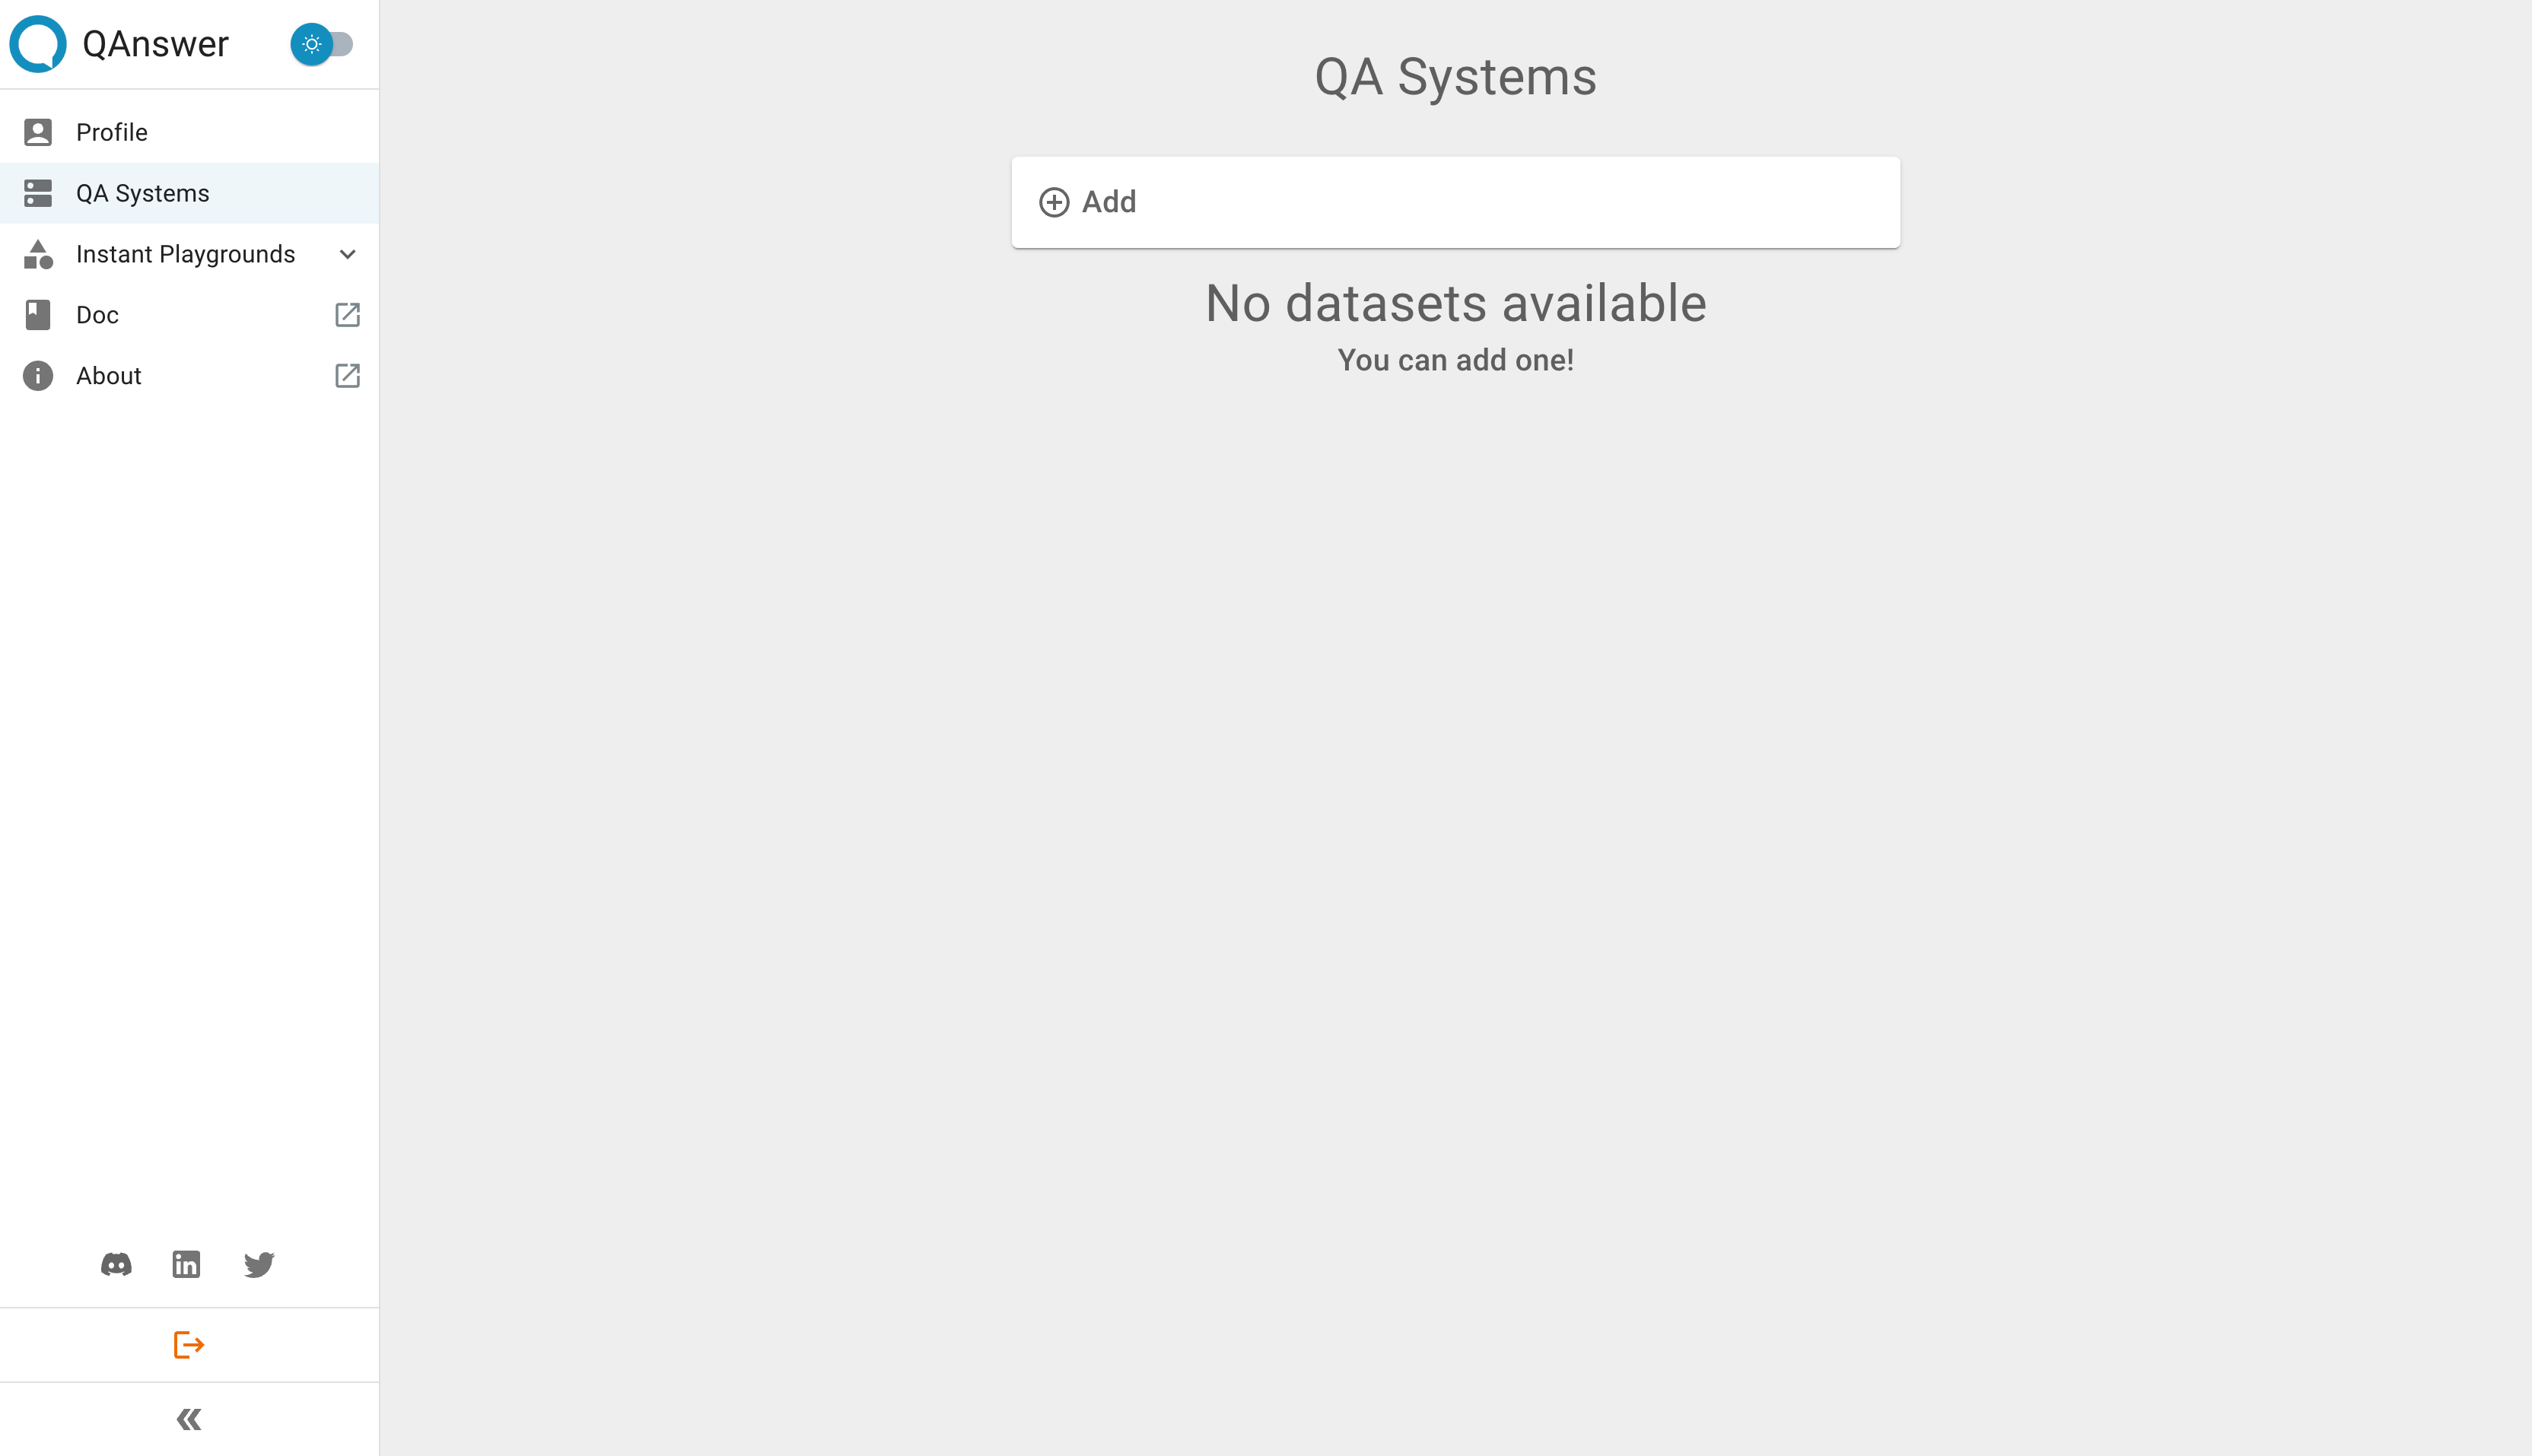 QAnswer
Profile
QA Systems
Instant Playgrounds
Doc
About
QA Systems
Add
No datasets available
You can add one!